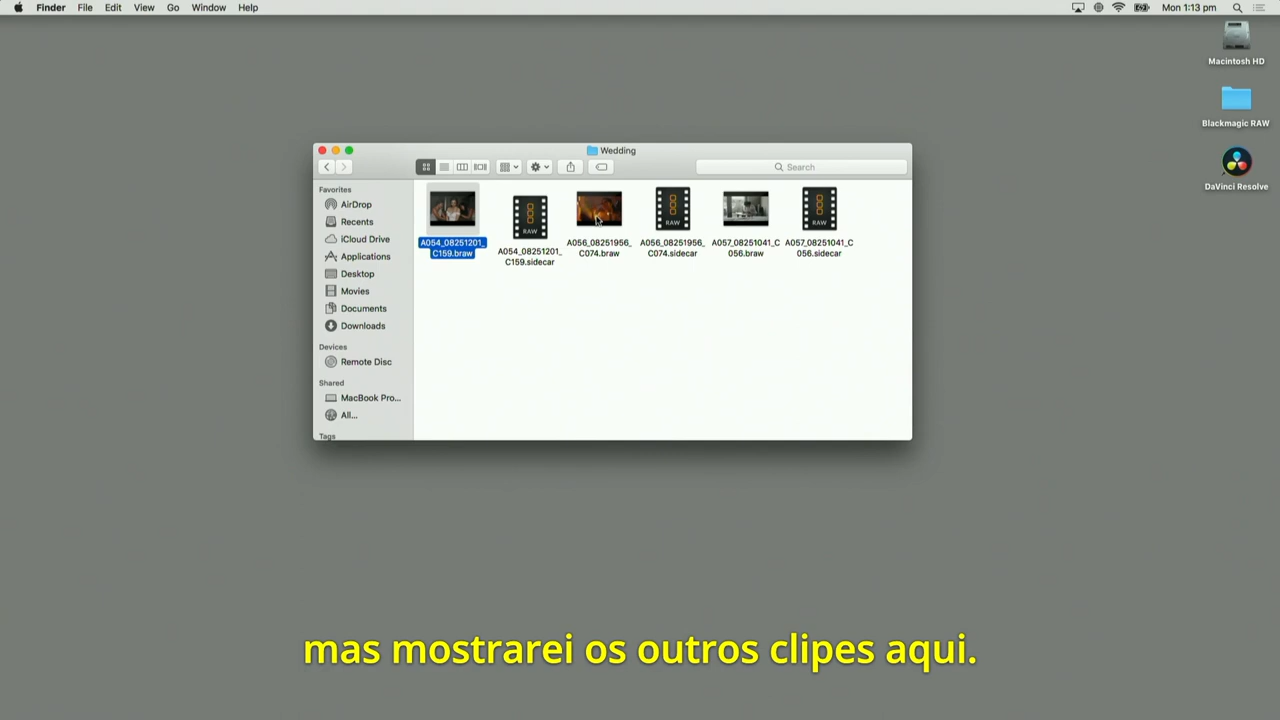 Finder File Edit View Go Window Help
Mon 1:13 pm
Macintosh HD
Blackmagic RAW
DaVinci Resolve
Wedding
Search
Favorites
AirDrop
Recents
iCloud Drive
Applications
Desktop
Movies
Documents
Downloads
Devices
Remote Disc
Shared
MacBook Pro...
All...
Tags
A054_08251201_
C159.braw
RAW
A054_08251201_
C159.sidecar
A056_08251956_
C074.braw
RAW
A056_08251956_
C074.sidecar
A057_08251041_C
056.braw
RAW
A057_08251041_C
056.sidecar
mas mostrarei os outros clipes aqui.